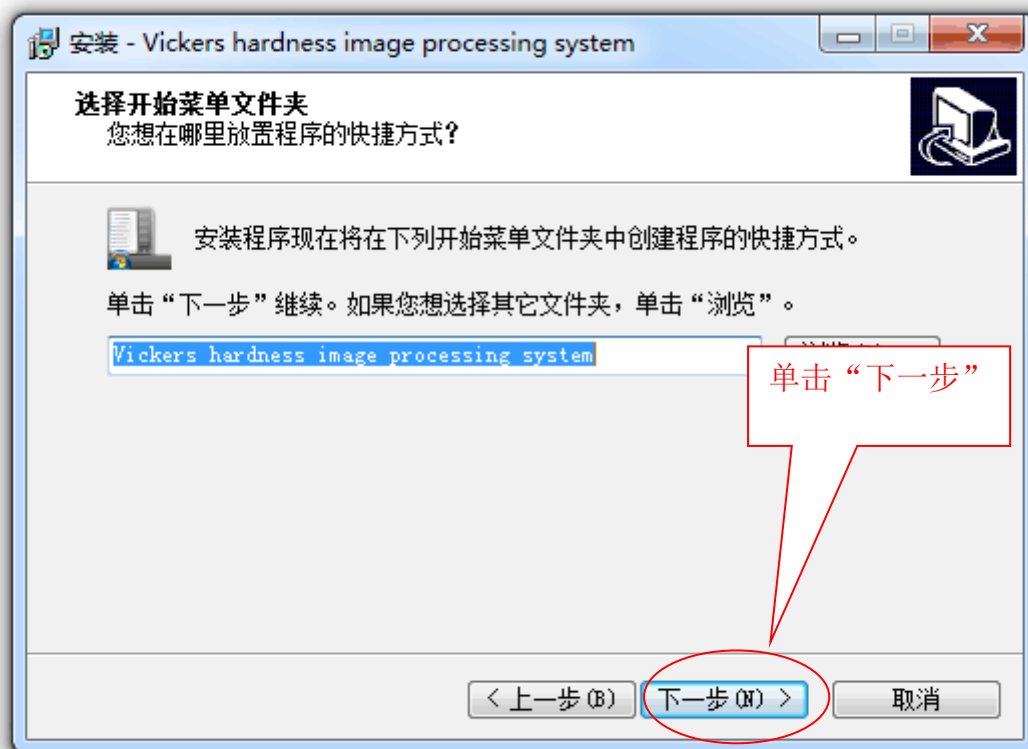 安装 - Vickers hardness image processing system
选择开始菜单文件夹
您想在哪里放置程序的快捷方式?
安装程序现在将在下列开始菜单文件夹中创建程序的快捷方式。
单击“下一步”继续。如果您想选择其它文件夹，单击“浏览”。
Vickers hardness image processing system
单击“下一步”
< 上一步(B)
下一步(N) >
取消